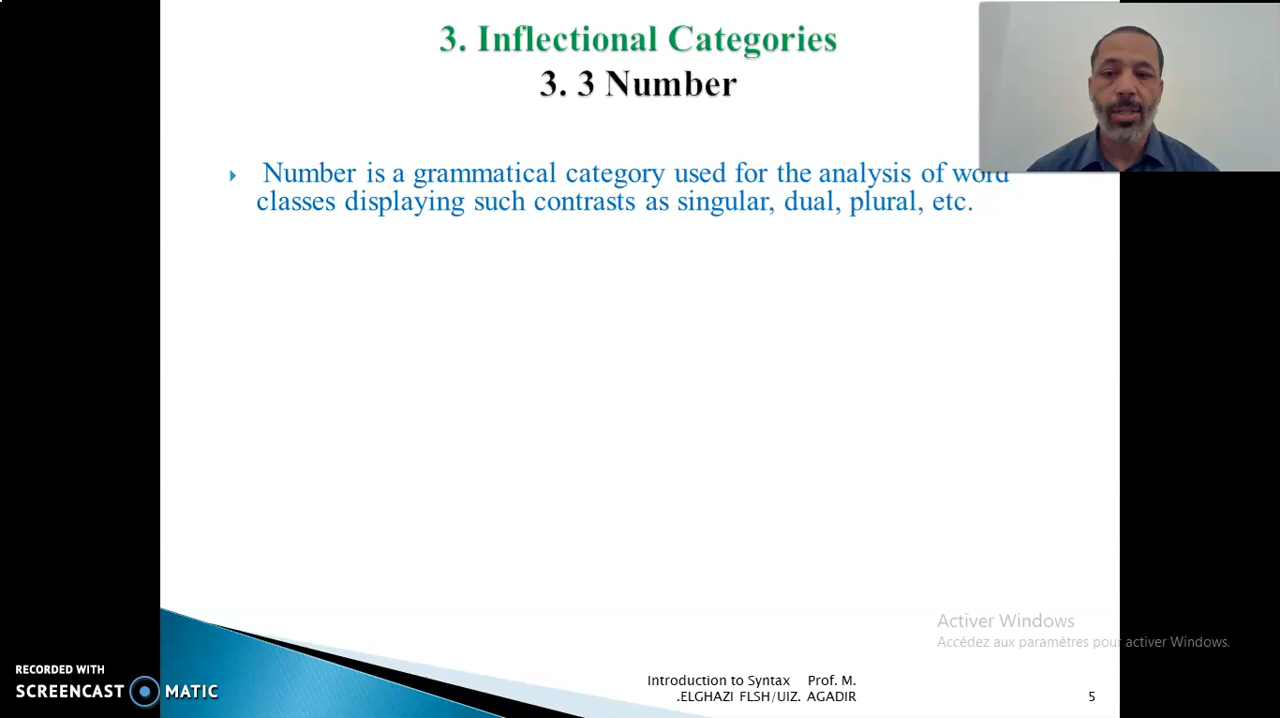 3. Inflectional Categories
3. 3 Number
Number is a grammatical category used for the analysis of word
classes displaying such contrasts as singular, dual, plural, etc.
Activer Windows
Accédez aux paramètres pour activer Windows.
RECORDED WITH
SCREENCAST MATIC
Introduction to Syntax Prof. M.
.ELGHAZI FLSH/UIZ. AGADIR
5